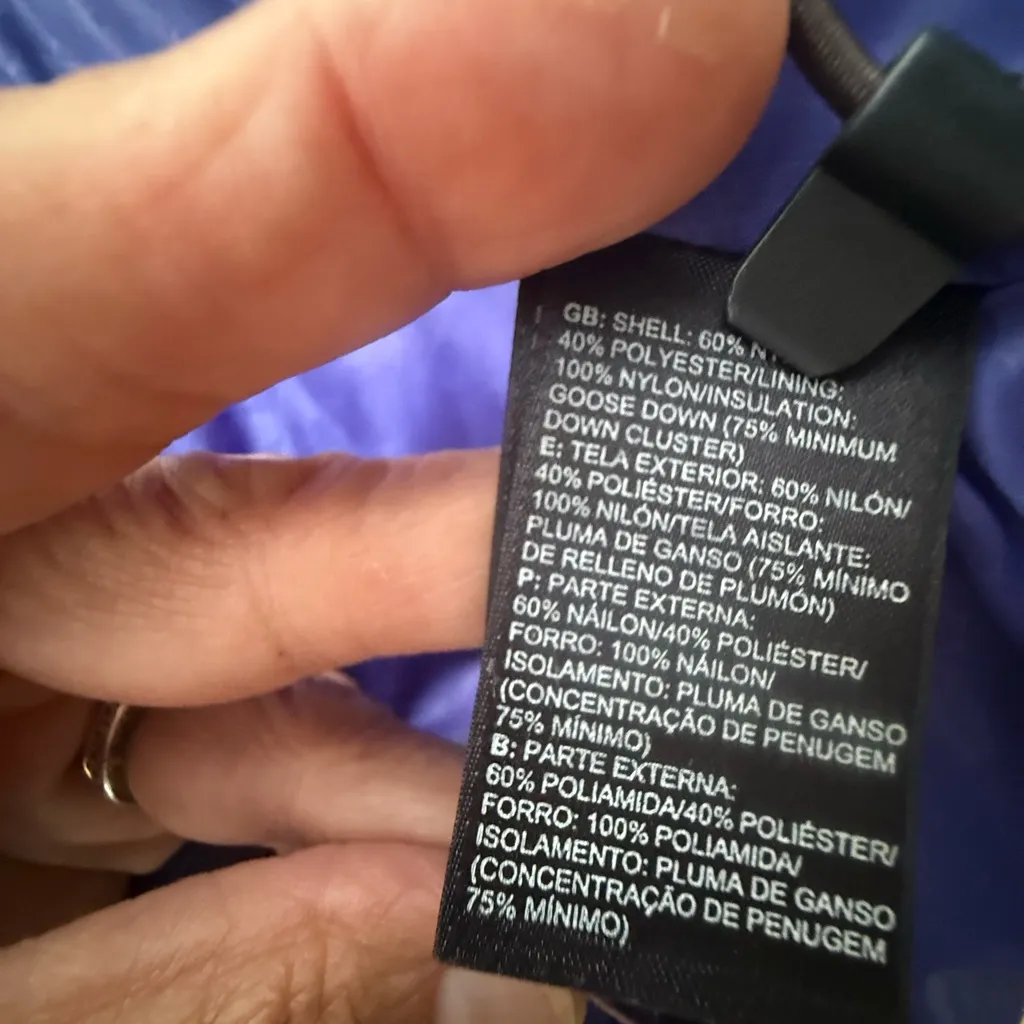 GB: SHELL: 60%
40% POLYESTER/LINING:
100% NYLON/INSULATION:
GOOSE DOWN (75% MINIMUM
DOWN CLUSTER)
E: TELA EXTERIOR: 60% NILÓN/
40% POLIÉSTER/FORRO:
100% NILÓN/TELA AISLANTE:
PLUMA DE GANSO (75% MÍNIMO
DE RELLENO DE PLUMÓN)
P: PARTE EXTERNA:
60% NÁILON/40% POLIÉSTER/
FORRO: 100% NÁILON/
ISOLAMENTO: PLUMA DE GANSO
(CONCENTRAÇÃO DE PENUGEM
75% MÍNIMO)
B: PARTE EXTERNA:
60% POLIAMIDA/40% POLIÉSTER/
FORRO: 100% POLIAMIDA/
ISOLAMENTO: PLUMA DE GANSO
(CONCENTRAÇÃO DE PENUGEM
75% MÍNIMO)